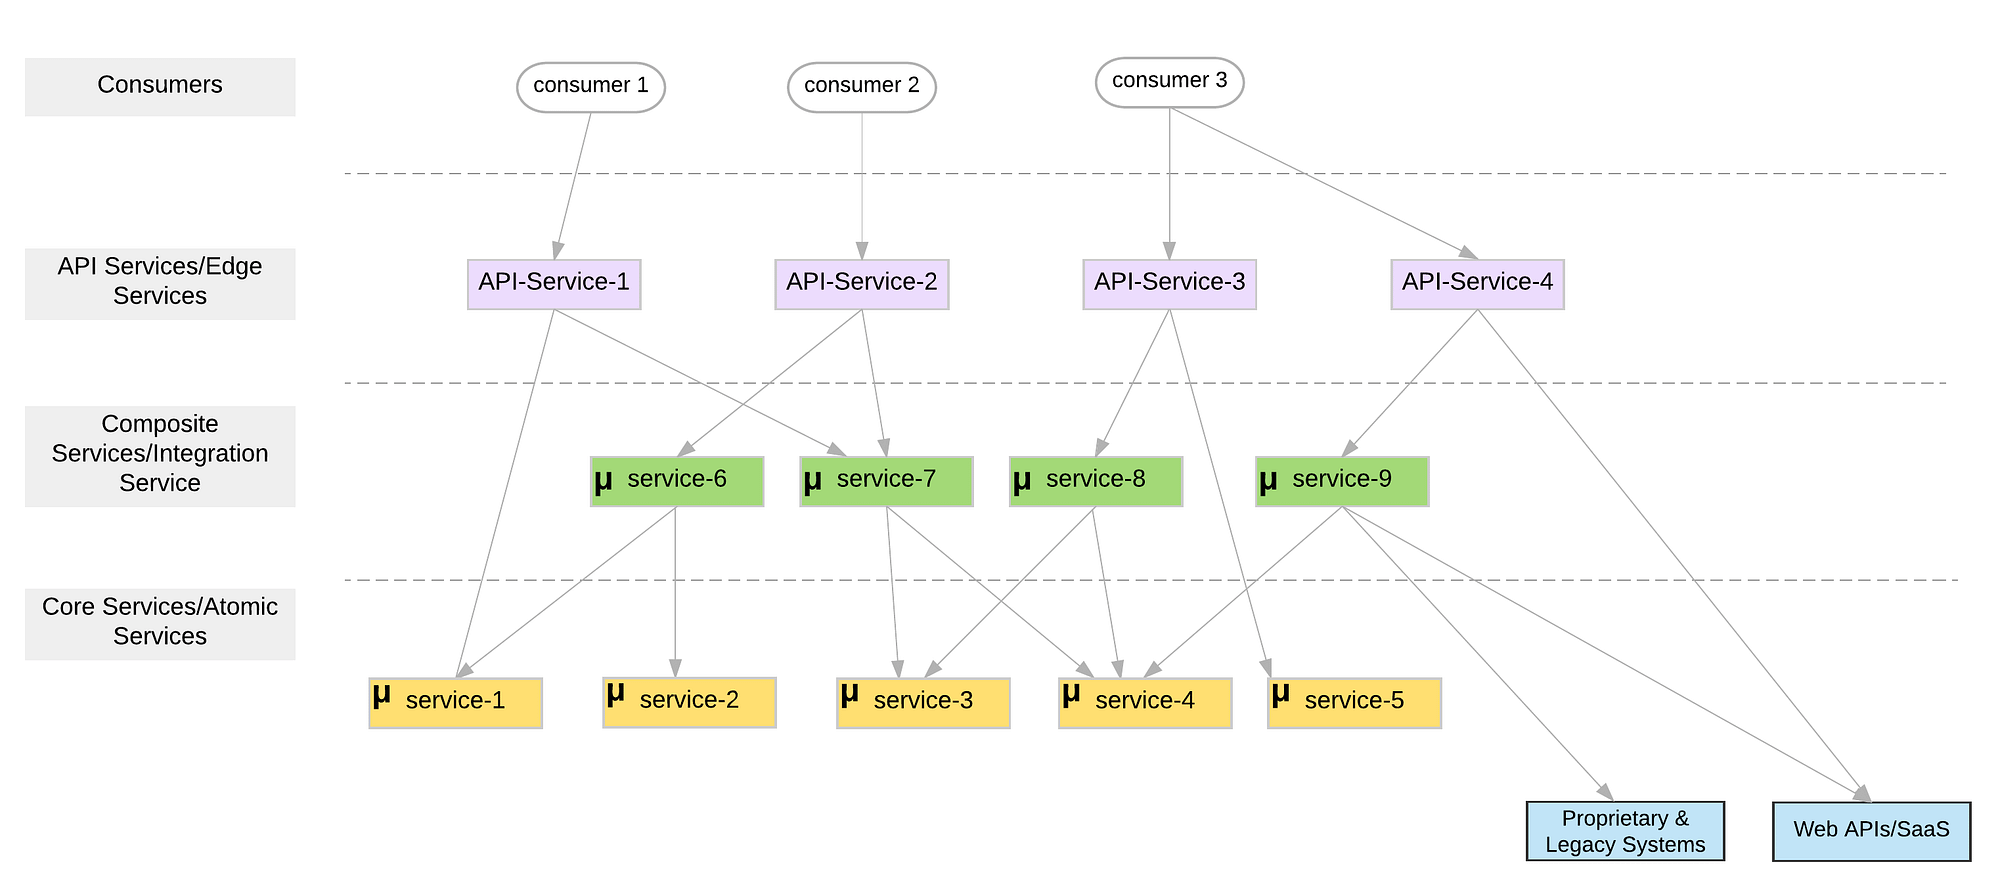 Consumers
consumer 1
consumer 2
consumer 3
API Services/Edge
Services
API-Service-1
API-Service-2
API-Service-3
API-Service-4
Composite
Services/Integration
Service
μ service-6
μ service-7
μ service-8
μ service-9
Core Services/Atomic
Services
μ service-1
μ service-2
μ service-3
μ service-4
μ service-5
Proprietary &
Legacy Systems
Web APIs/SaaS